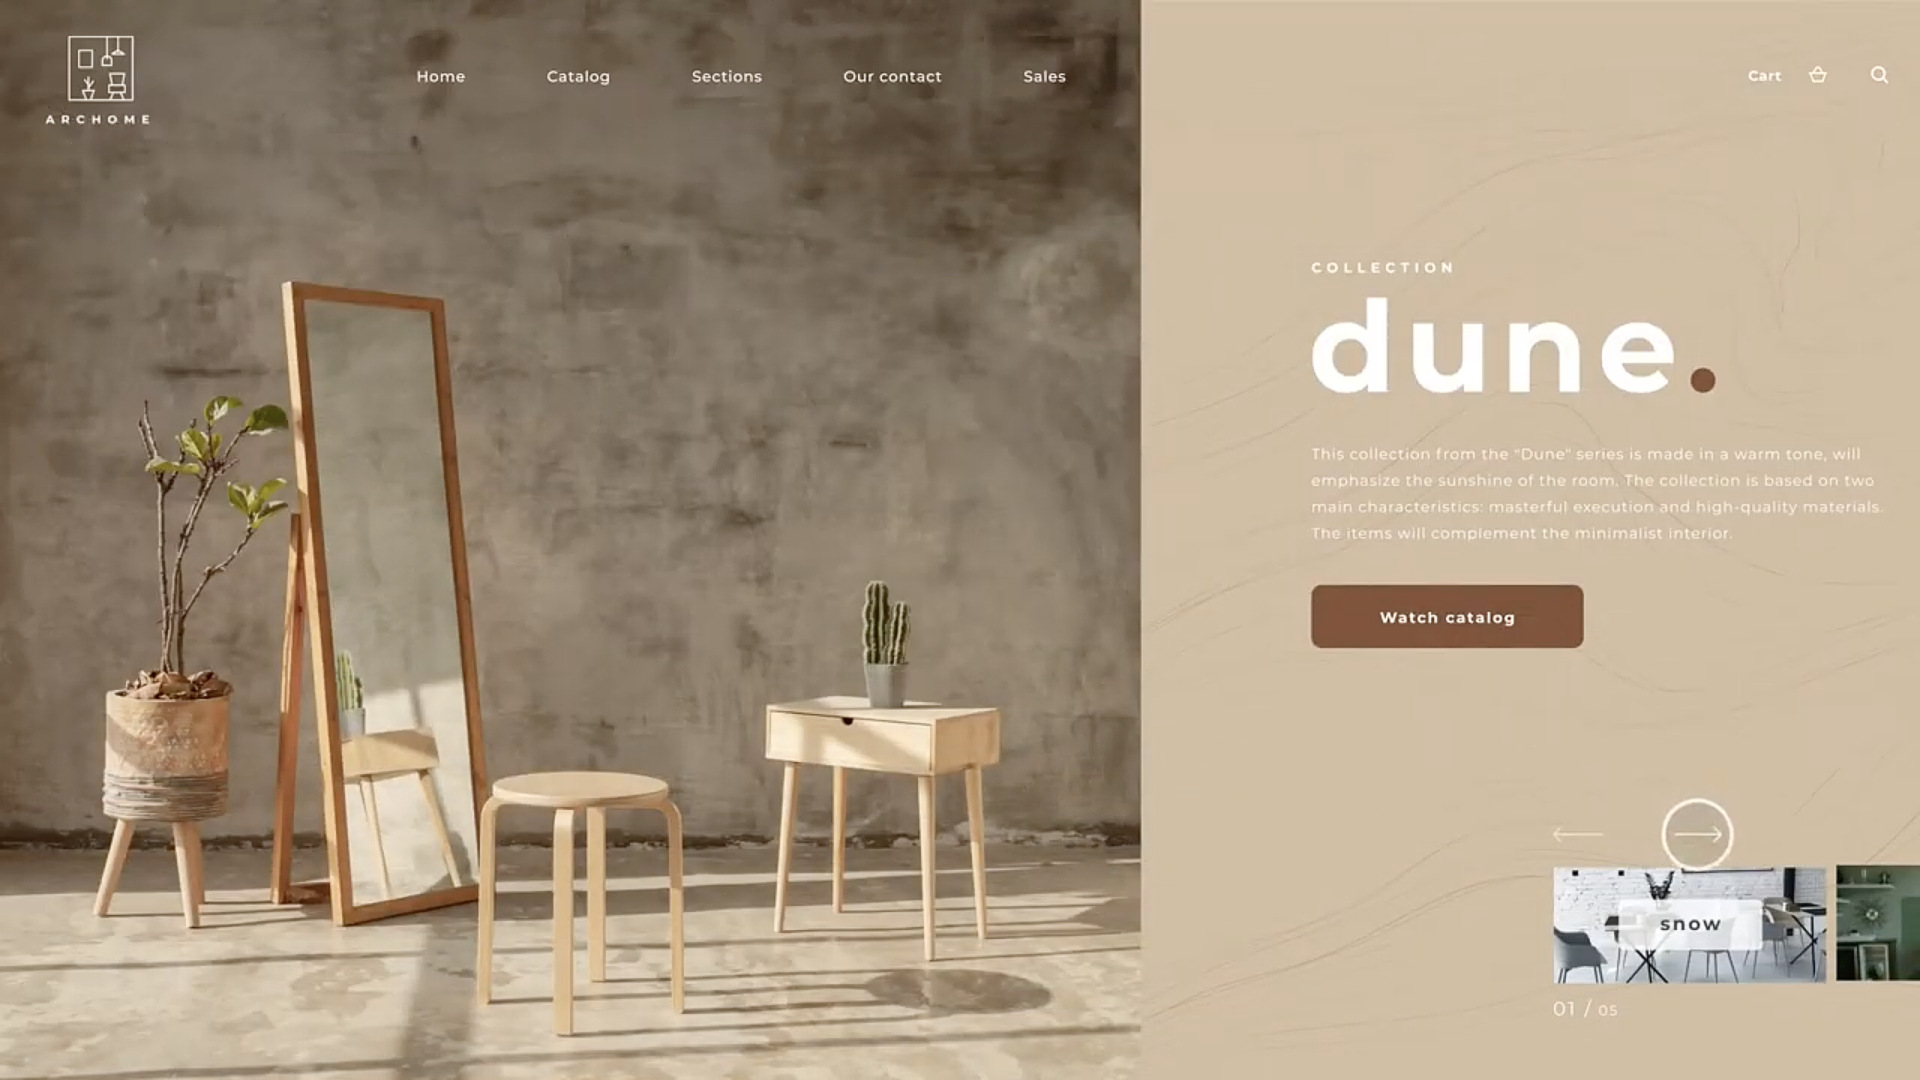 ARCHOME
Home
Catalog
Sections
Our contact
Sales
Cart
COLLECTION
dune.
This collection from the “Dune” series is made in a warm tone, will
emphasize the sunshine of the room. The collection is based on two
main characteristics: masterful execution and high-quality materials.
The items will complement the minimalist interior.
Watch catalog
snow
01 / 05